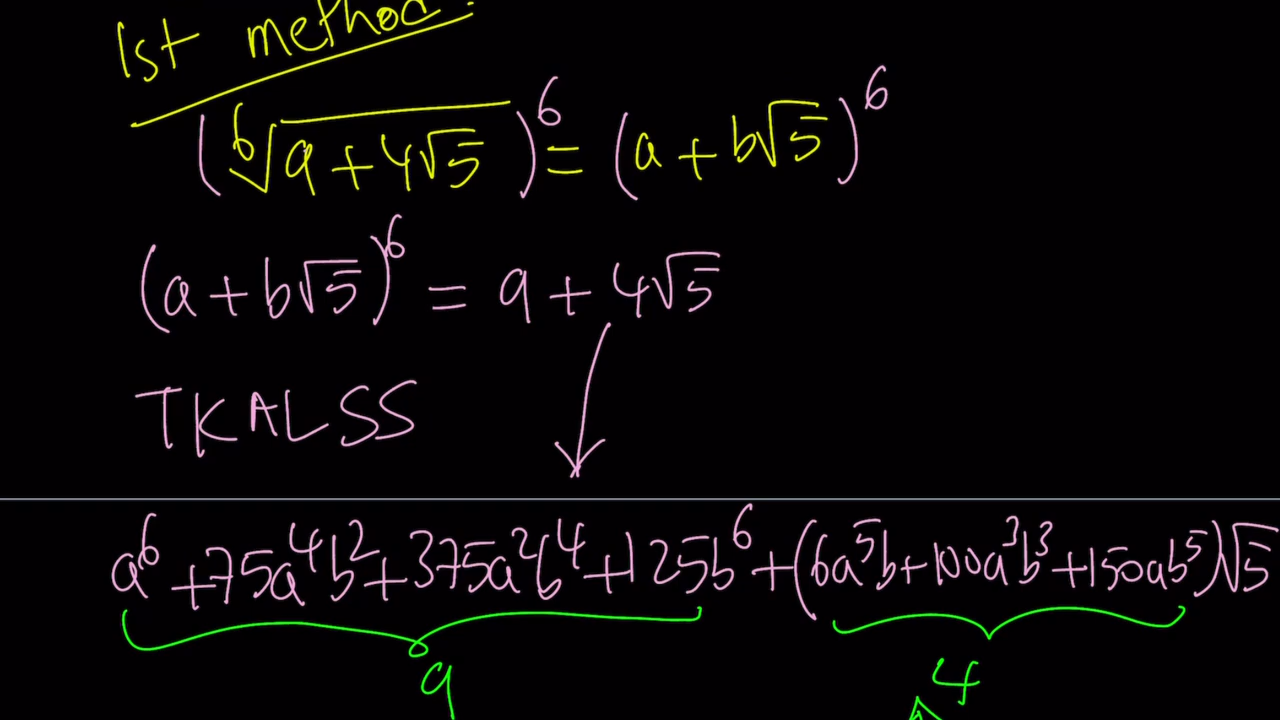 1st method:
(⁶√(9+4√5))⁶ = (a+b√5)⁶
(a+b√5)⁶ = 9+4√5
TKALSS
a⁶+75a⁴b²+375a²b⁴+125b⁶+(6a⁵b+100a³b³+150ab⁵)√5
9 4